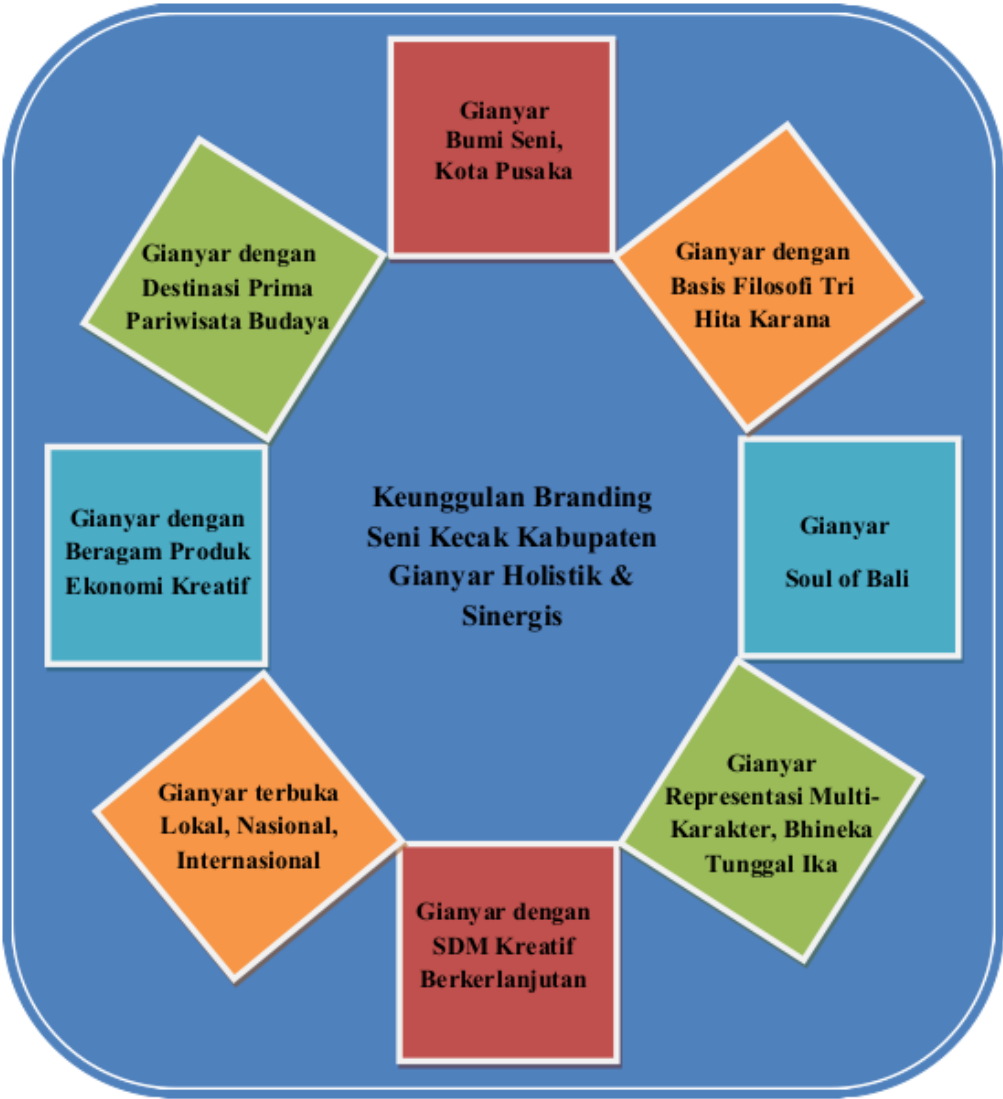 Gianyar
Bumi Seni,
Kota Pusaka
Gianyar dengan
Basis Filosofi Tri
Hita Karana
Gianyar
Soul of Bali
Gianyar
Representasi Multi-
Karakter, Bhineka
Tunggal Ika
Gianyar dengan
SDM Kreatif
Berkerlanjutan
Gianyar terbuka
Lokal, Nasional,
Internasional
Gianyar dengan
Beragam Produk
Ekonomi Kreatif
Gianyar dengan
Destinasi Prima
Pariwisata Budaya
Keunggulan Branding
Seni Kecak Kabupaten
Gianyar Holistik &
Sinergis